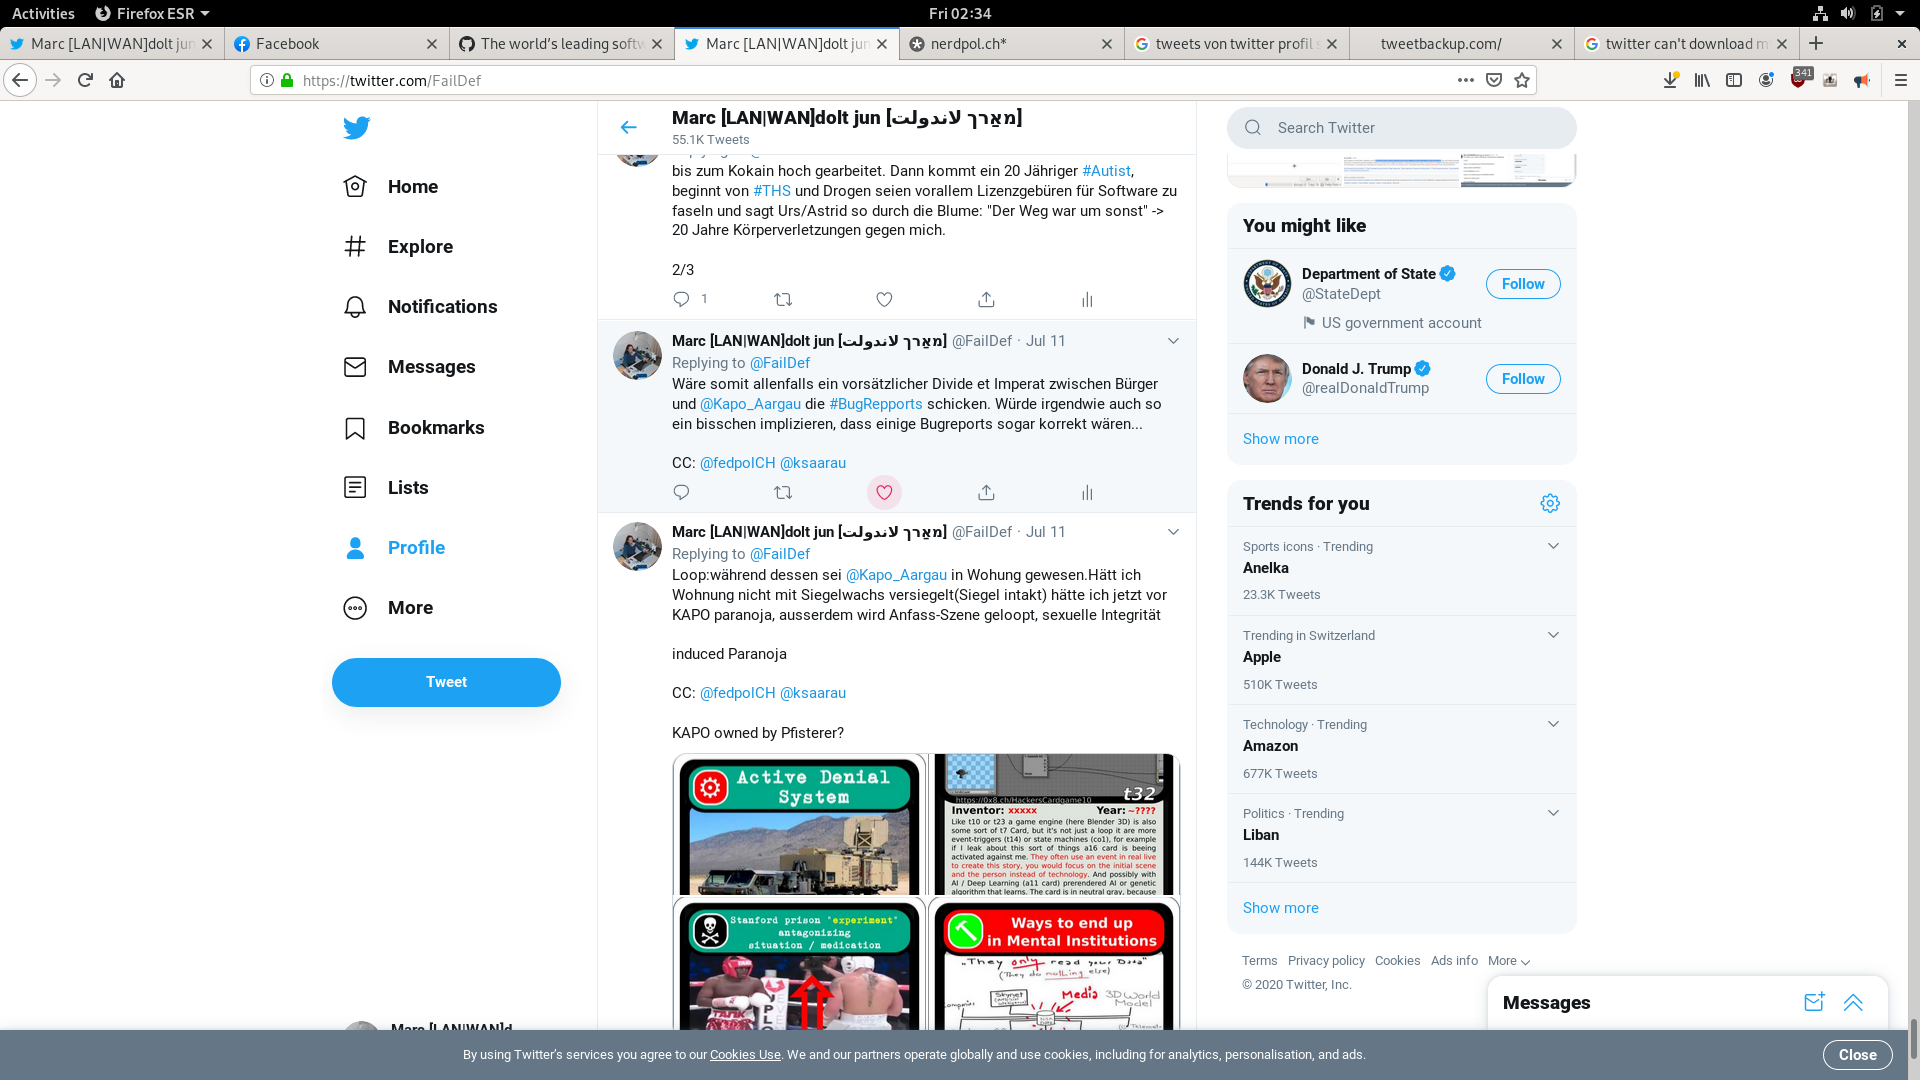 Activities
Firefox ESR
Fri 02:34
Marc [LAN|WAN]dolt jun
Facebook
The world's leading softw
Marc [LAN|WAN]dolt jun
nerdpol.ch*
tweets von twitter profil s
tweetbackup.com/
twitter can't download m
https://twitter.com/FailDef
341
Home
Explore
Notifications
Messages
Bookmarks
Lists
Profile
More
Tweet
Marc [LAN|WAN]d
Marc [LAN|WAN]dolt jun [מאַרך לאנדולת]
55.1K Tweets
bis zum Kokain hoch gearbeitet. Dann kommt ein 20 Jähriger #Autist,
beginnt von #THS und Drogen seien vorallem Lizenzgebüren für Software zu
faseln und sagt Urs/Astrid so durch die Blume: "Der Weg war um sonst" ->
20 Jahre Körperverletzungen gegen mich.
2/3
1
Marc [LAN|WAN]dolt jun [מאַרך לאנדולת] @FailDef · Jul 11
Replying to @FailDef
Wäre somit allenfalls ein vorsätzlicher Divide et Imperat zwischen Bürger
und @Kapo_Aargau die #BugRepports schicken. Würde irgendwie auch so
ein bisschen implizieren, dass einige Bugreports sogar korrekt wären...
CC: @fedpolCH @ksaarau
Marc [LAN|WAN]dolt jun [מאַרך לאנדולת] @FailDef · Jul 11
Replying to @FailDef
Loop:während dessen sei @Kapo_Aargau in Wohung gewesen.Hätt ich
Wohnung nicht mit Siegelwachs versiegelt(Siegel intakt) hätte ich jetzt vor
KAPO paranoja, ausserdem wird Anfass-Szene geloopt, sexuelle Integrität
induced Paranoja
CC: @fedpolCH @ksaarau
KAPO owned by Pfisterer?
Active Denial
System
t32
https://0x8.ch/HackersCardgame10
Inventor: xxxxx Year: ~????
Like t10 or t23 a game engine (here Blender 3D) is also
some sort of t7 Card, but it's not just a loop it are more
event-triggers (t14) or state machines (co1), for example
if I leak about this sort of things a16 card is beeing
activated against me. They often use an event in real live
to create this story, you would focus on the initial scene
and the person instead of technology. And possibly with
AI / Deep Learning (a11 card) prerendered AI or genetic
algorithm that learns. The card is in neutral gray, because
Stanford prison "experiment"
antagonizing
situation / medication
Ways to end up
in Mental Institutions
"They only read your Data"
(They do nothing else)
Skynet
Media
3D World
Model
Search Twitter
You might like
Department of State
@StateDept
US government account
Follow
Donald J. Trump
@realDonaldTrump
Follow
Show more
Trends for you
Sports icons · Trending
Anelka
23.3K Tweets
Trending in Switzerland
Apple
510K Tweets
Technology · Trending
Amazon
677K Tweets
Politics · Trending
Liban
144K Tweets
Show more
Terms Privacy policy Cookies Ads info More
© 2020 Twitter, Inc.
Messages
By using Twitter's services you agree to our Cookies Use. We and our partners operate globally and use cookies, including for analytics, personalisation, and ads.
Close